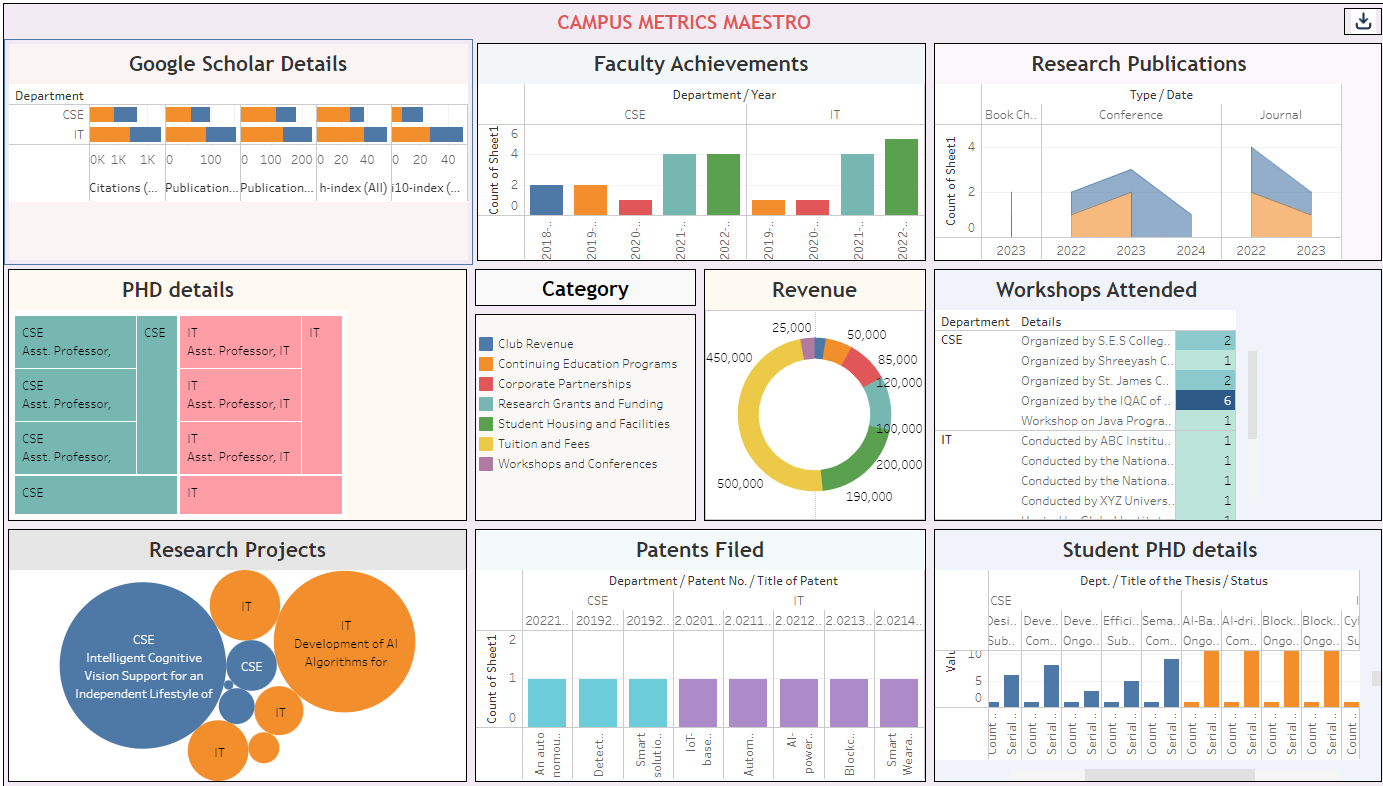 CAMPUS METRICS MAESTRO
Google Scholar Details
Department
CSE
IT
0K 1K 1K 0 100 0 100 200 0 20 40 0 20 40
Citations (... Publication... Publication... h-index (All) i10-index (...
Faculty Achievements
Department / Year
CSE IT
Count of Sheet1
6
4
2
0
2018-.. 2019-.. 2020-.. 2021-.. 2022-.. 2019-.. 2020-.. 2021-.. 2022-..
Research Publications
Type / Date
Book Ch.. Conference Journal
Count of Sheet1
4
2
0
2023 2022 2023 2024 2022 2023
PHD details
CSE
Asst. Professor,
CSE
IT
Asst. Professor, IT
IT
CSE
Asst. Professor,
IT
Asst. Professor, IT
CSE
Asst. Professor,
IT
Asst. Professor, IT
CSE
IT
Category
Club Revenue
Continuing Education Programs
Corporate Partnerships
Research Grants and Funding
Student Housing and Facilities
Tuition and Fees
Workshops and Conferences
Revenue
25,000
50,000
85,000
120,000
100,000
200,000
190,000
500,000
450,000
Workshops Attended
Department Details
CSE Organized by S.E.S Colleg.. 2
Organized by Shreeyash C.. 1
Organized by St. James C.. 2
Organized by the IQAC of .. 6
Workshop on Java Progra.. 1
IT Conducted by ABC Institu.. 1
Conducted by the Nationa.. 1
Conducted by the Nationa.. 1
Conducted by XYZ Univers.. 1
Research Projects
CSE
Intelligent Cognitive
Vision Support for an
Independent Lifestyle of
IT
IT
Development of AI
Algorithms for
CSE
IT
IT
Patents Filed
Department / Patent No. / Title of Patent
CSE IT
20221.. 20192.. 20192.. 2.0201.. 2.0211.. 2.0212.. 2.0213.. 2.0214..
Count of Sheet1
2
1
0
An auto nomou.. Detect.. Smart solutio.. IoT-base.. Autom.. AI-power.. Blockc.. Smart Weara..
Student PHD details
Dept. / Title of the Thesis / Status
CSE
Desi.. Deve.. Deve.. Effici.. Sema.. AI-Ba.. AI-dri.. Block.. Block..
Sub.. Com.. Ongo.. Sub.. Com.. Ongo.. Com.. Ongo.. Ongo..
10
5
0
Count .. Serial .. Count .. Serial .. Count .. Serial .. Count .. Serial .. Count .. Serial .. Count .. Serial .. Count .. Serial .. Count .. Serial .. Count .. Serial .. Count ..